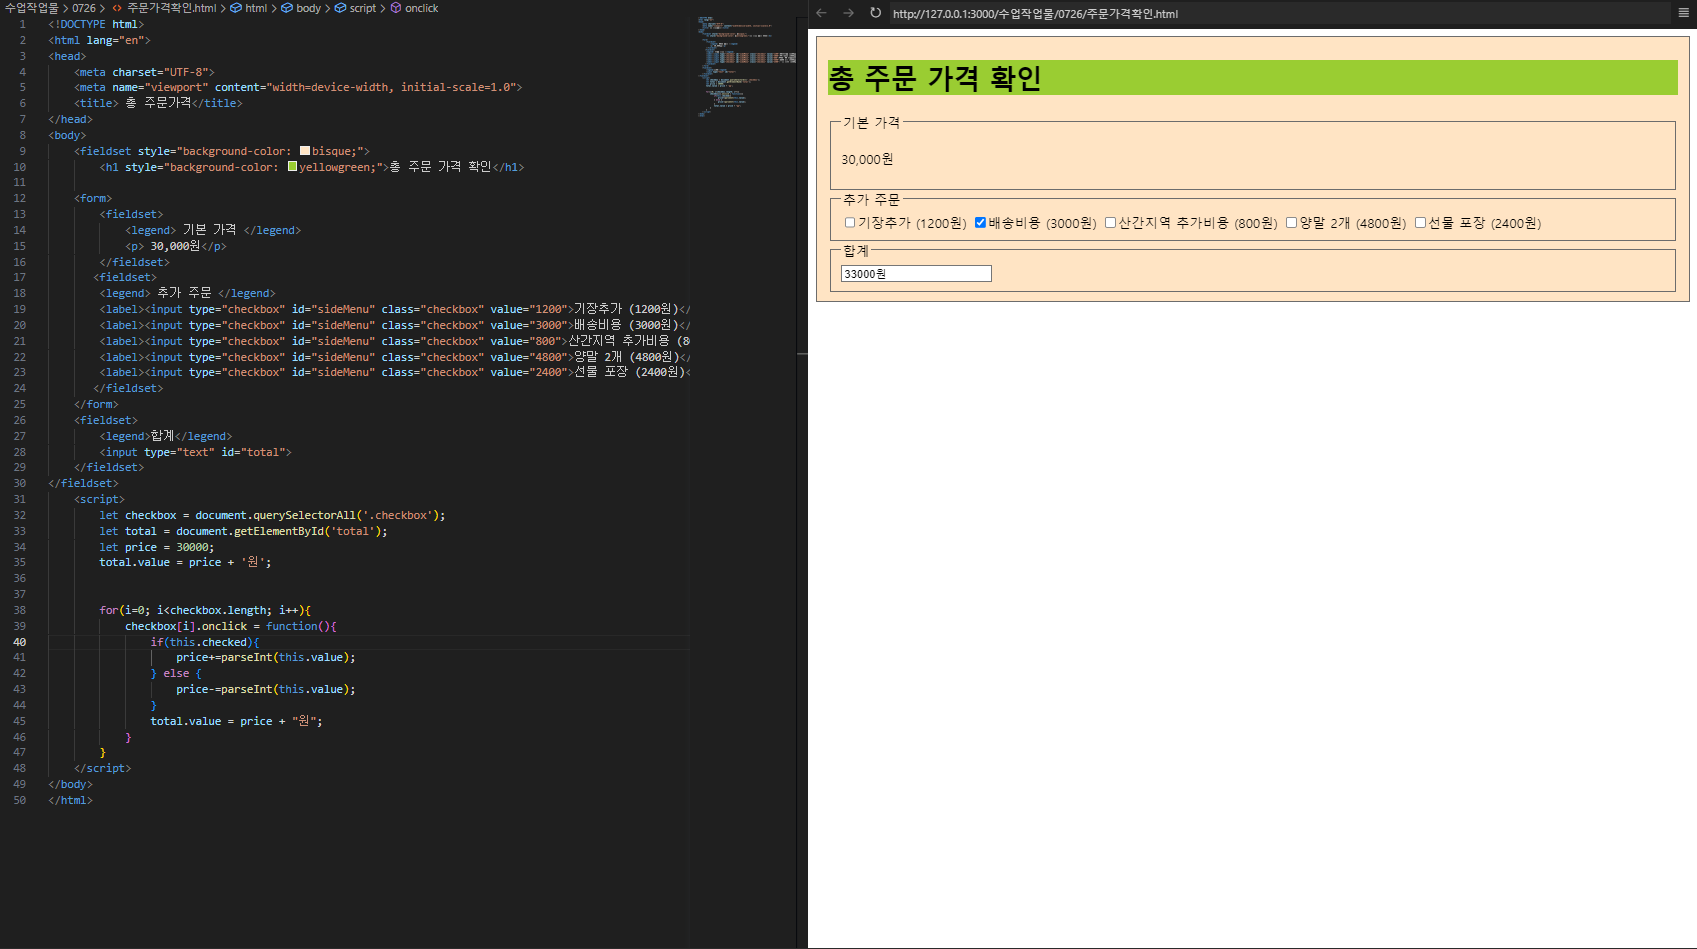 수업작업물 > 0726 > <> 주문가격확인.html > html > body > script > onclick
1 <!DOCTYPE html>
2 <html lang="en">
3 <head>
4 <meta charset="UTF-8">
5 <meta name="viewport" content="width=device-width, initial-scale=1.0">
6 <title> 총 주문가격</title>
7 </head>
8 <body>
9 <fieldset style="background-color: bisque;">
10 <h1 style="background-color: yellowgreen;">총 주문 가격 확인</h1>
11
12 <form>
13 <fieldset>
14 <legend> 기본 가격 </legend>
15 <p> 30,000원</p>
16 </fieldset>
17 <fieldset>
18 <legend> 추가 주문 </legend>
19 <label><input type="checkbox" id="sideMenu" class="checkbox" value="1200">기장추가 (1200원)</
20 <label><input type="checkbox" id="sideMenu" class="checkbox" value="3000">배송비용 (3000원)</
21 <label><input type="checkbox" id="sideMenu" class="checkbox" value="800">산간지역 추가비용 (80
22 <label><input type="checkbox" id="sideMenu" class="checkbox" value="4800">양말 2개 (4800원)</
23 <label><input type="checkbox" id="sideMenu" class="checkbox" value="2400">선물 포장 (2400원)<
24 </fieldset>
25 </form>
26 <fieldset>
27 <legend>합계</legend>
28 <input type="text" id="total">
29 </fieldset>
30 </fieldset>
31 <script>
32 let checkbox = document.querySelectorAll('.checkbox');
33 let total = document.getElementById('total');
34 let price = 30000;
35 total.value = price + '원';
36
37
38 for(i=0; i<checkbox.length; i++){
39 checkbox[i].onclick = function(){
40 if(this.checked){
41 price+=parseInt(this.value);
42 } else {
43 price-=parseInt(this.value);
44 }
45 total.value = price + "원";
46 }
47 }
48 </script>
49 </body>
50 </html>
http://127.0.0.1:3000/수업작업물/0726/주문가격확인.html
총 주문 가격 확인
기본 가격
30,000원
추가 주문
기장추가 (1200원) 배송비용 (3000원) 산간지역 추가비용 (800원) 양말 2개 (4800원) 선물 포장 (2400원)
합계
33000원